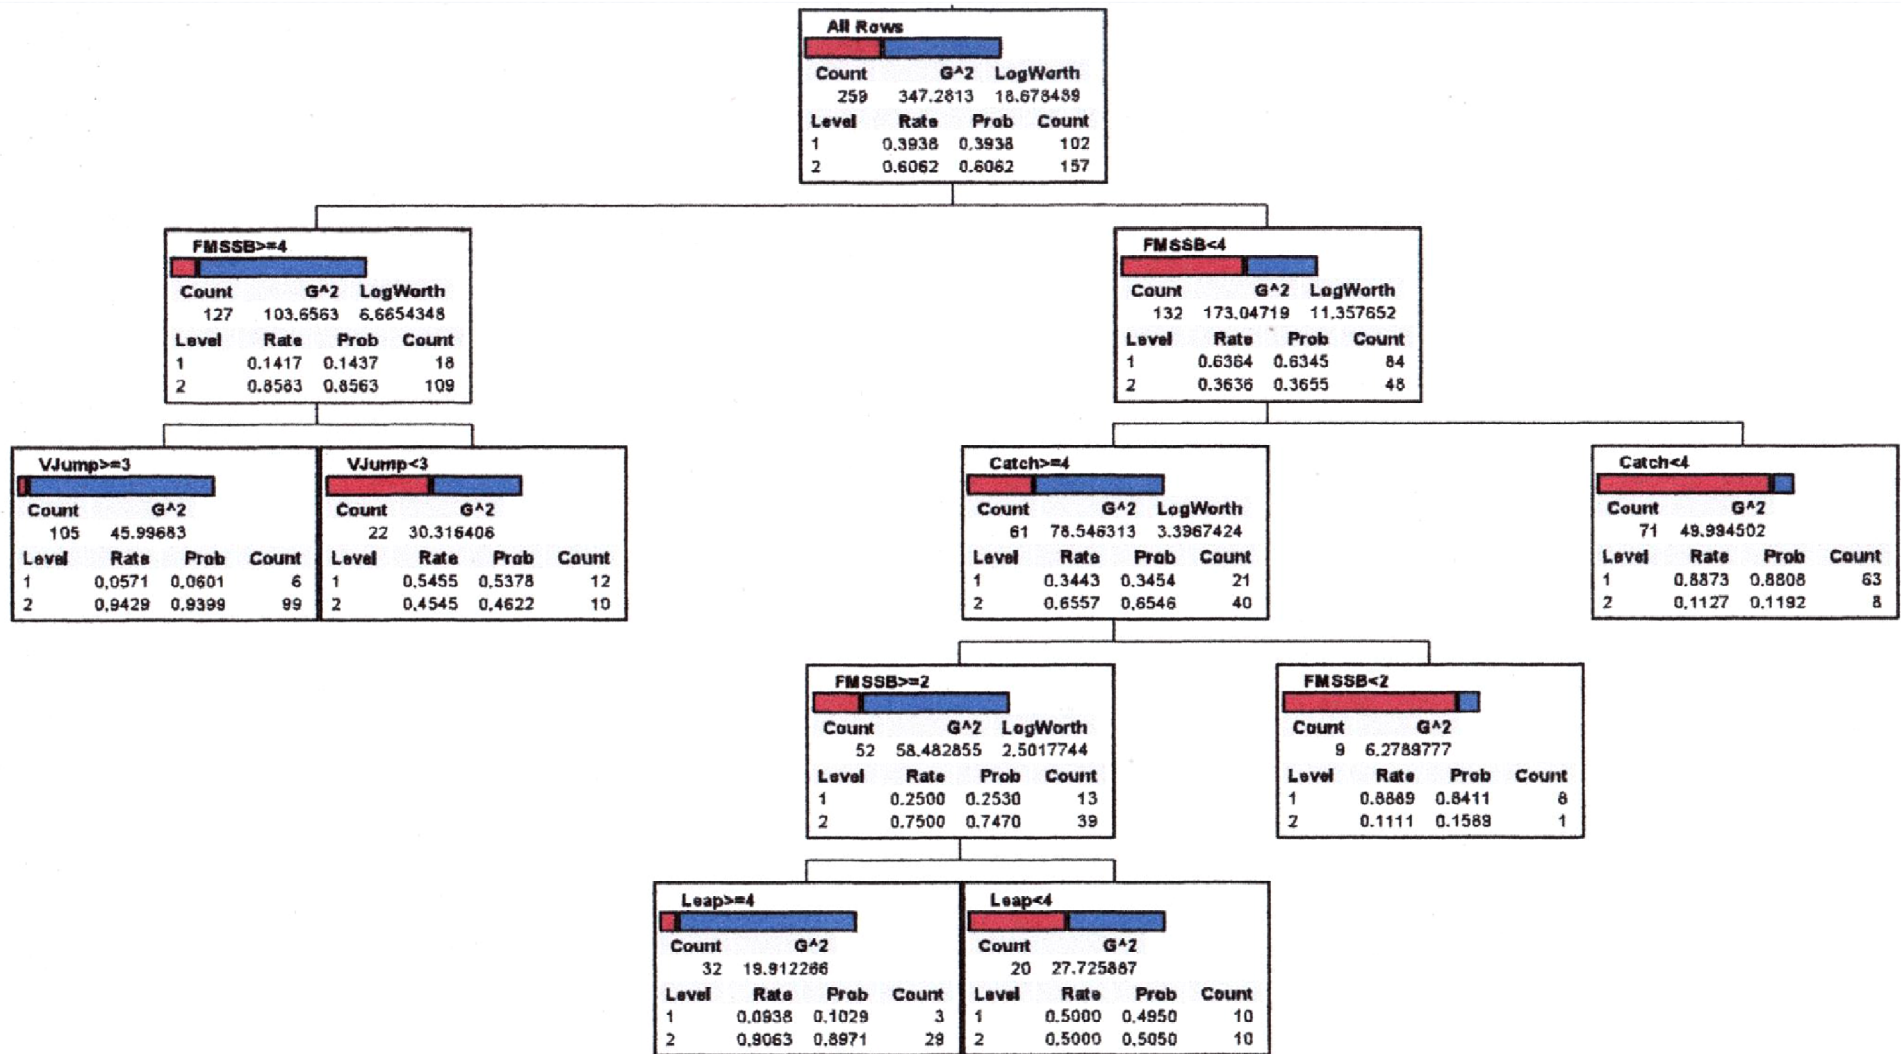 All Rows
Count G^2 LogWorth
259 347.2813 18.678489
Level Rate Prob Count
1 0.3938 0.3938 102
2 0.6062 0.6062 157
FMSSB>=4
Count G^2 LogWorth
127 103.6563 6.6654348
Level Rate Prob Count
1 0.1417 0.1437 18
2 0.8583 0.8563 109
FMSSB<4
Count G^2 LogWorth
132 173.04719 11.357652
Level Rate Prob Count
1 0.6364 0.6345 84
2 0.3636 0.3655 48
VJump>=3
Count G^2
105 45.99683
Level Rate Prob Count
1 0.0571 0.0601 6
2 0.9429 0.9399 99
VJump<3
Count G^2
22 30.316406
Level Rate Prob Count
1 0.5455 0.5378 12
2 0.4545 0.4622 10
Catch>=4
Count G^2 LogWorth
61 78.546313 3.3967424
Level Rate Prob Count
1 0.3443 0.3454 21
2 0.6557 0.6546 40
Catch<4
Count G^2
71 49.994502
Level Rate Prob Count
1 0.8873 0.8808 63
2 0.1127 0.1192 8
FMSSB>=2
Count G^2 LogWorth
52 58.482855 2.5017744
Level Rate Prob Count
1 0.2500 0.2530 13
2 0.7500 0.7470 39
FMSSB<2
Count G^2
9 6.2789777
Level Rate Prob Count
1 0.8889 0.8411 8
2 0.1111 0.1589 1
Leap>=4
Count G^2
32 19.912266
Level Rate Prob Count
1 0.0938 0.1029 3
2 0.9063 0.8971 29
Leap<4
Count G^2
20 27.725887
Level Rate Prob Count
1 0.5000 0.4950 10
2 0.5000 0.5050 10